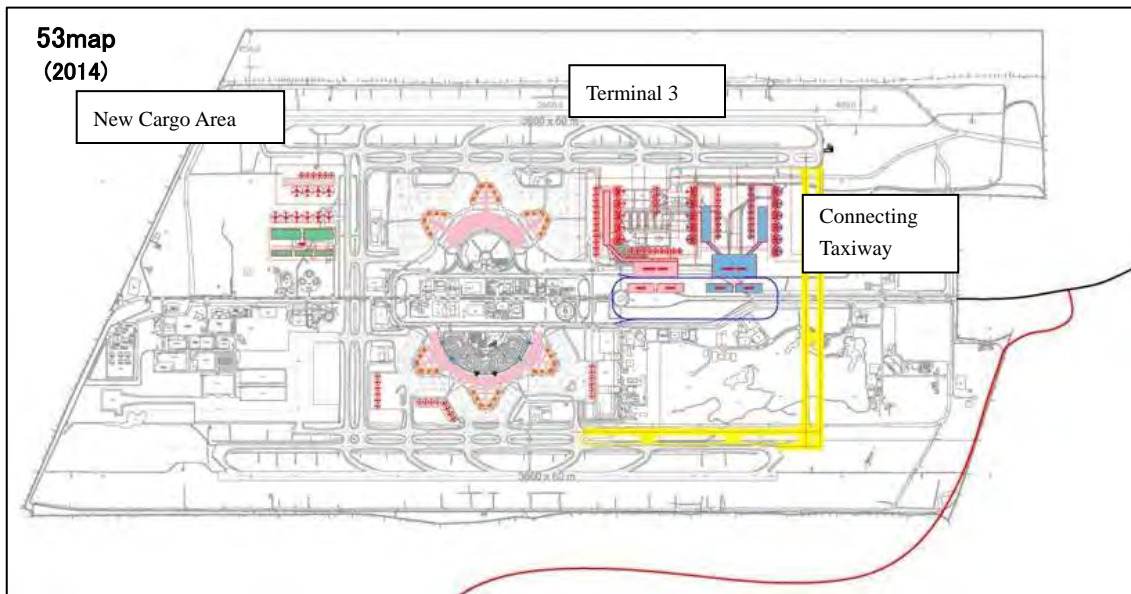 53map
(2014)
New Cargo Area
Terminal 3
3600 x 60 m
Connecting
Taxiway
3600 x 60 m